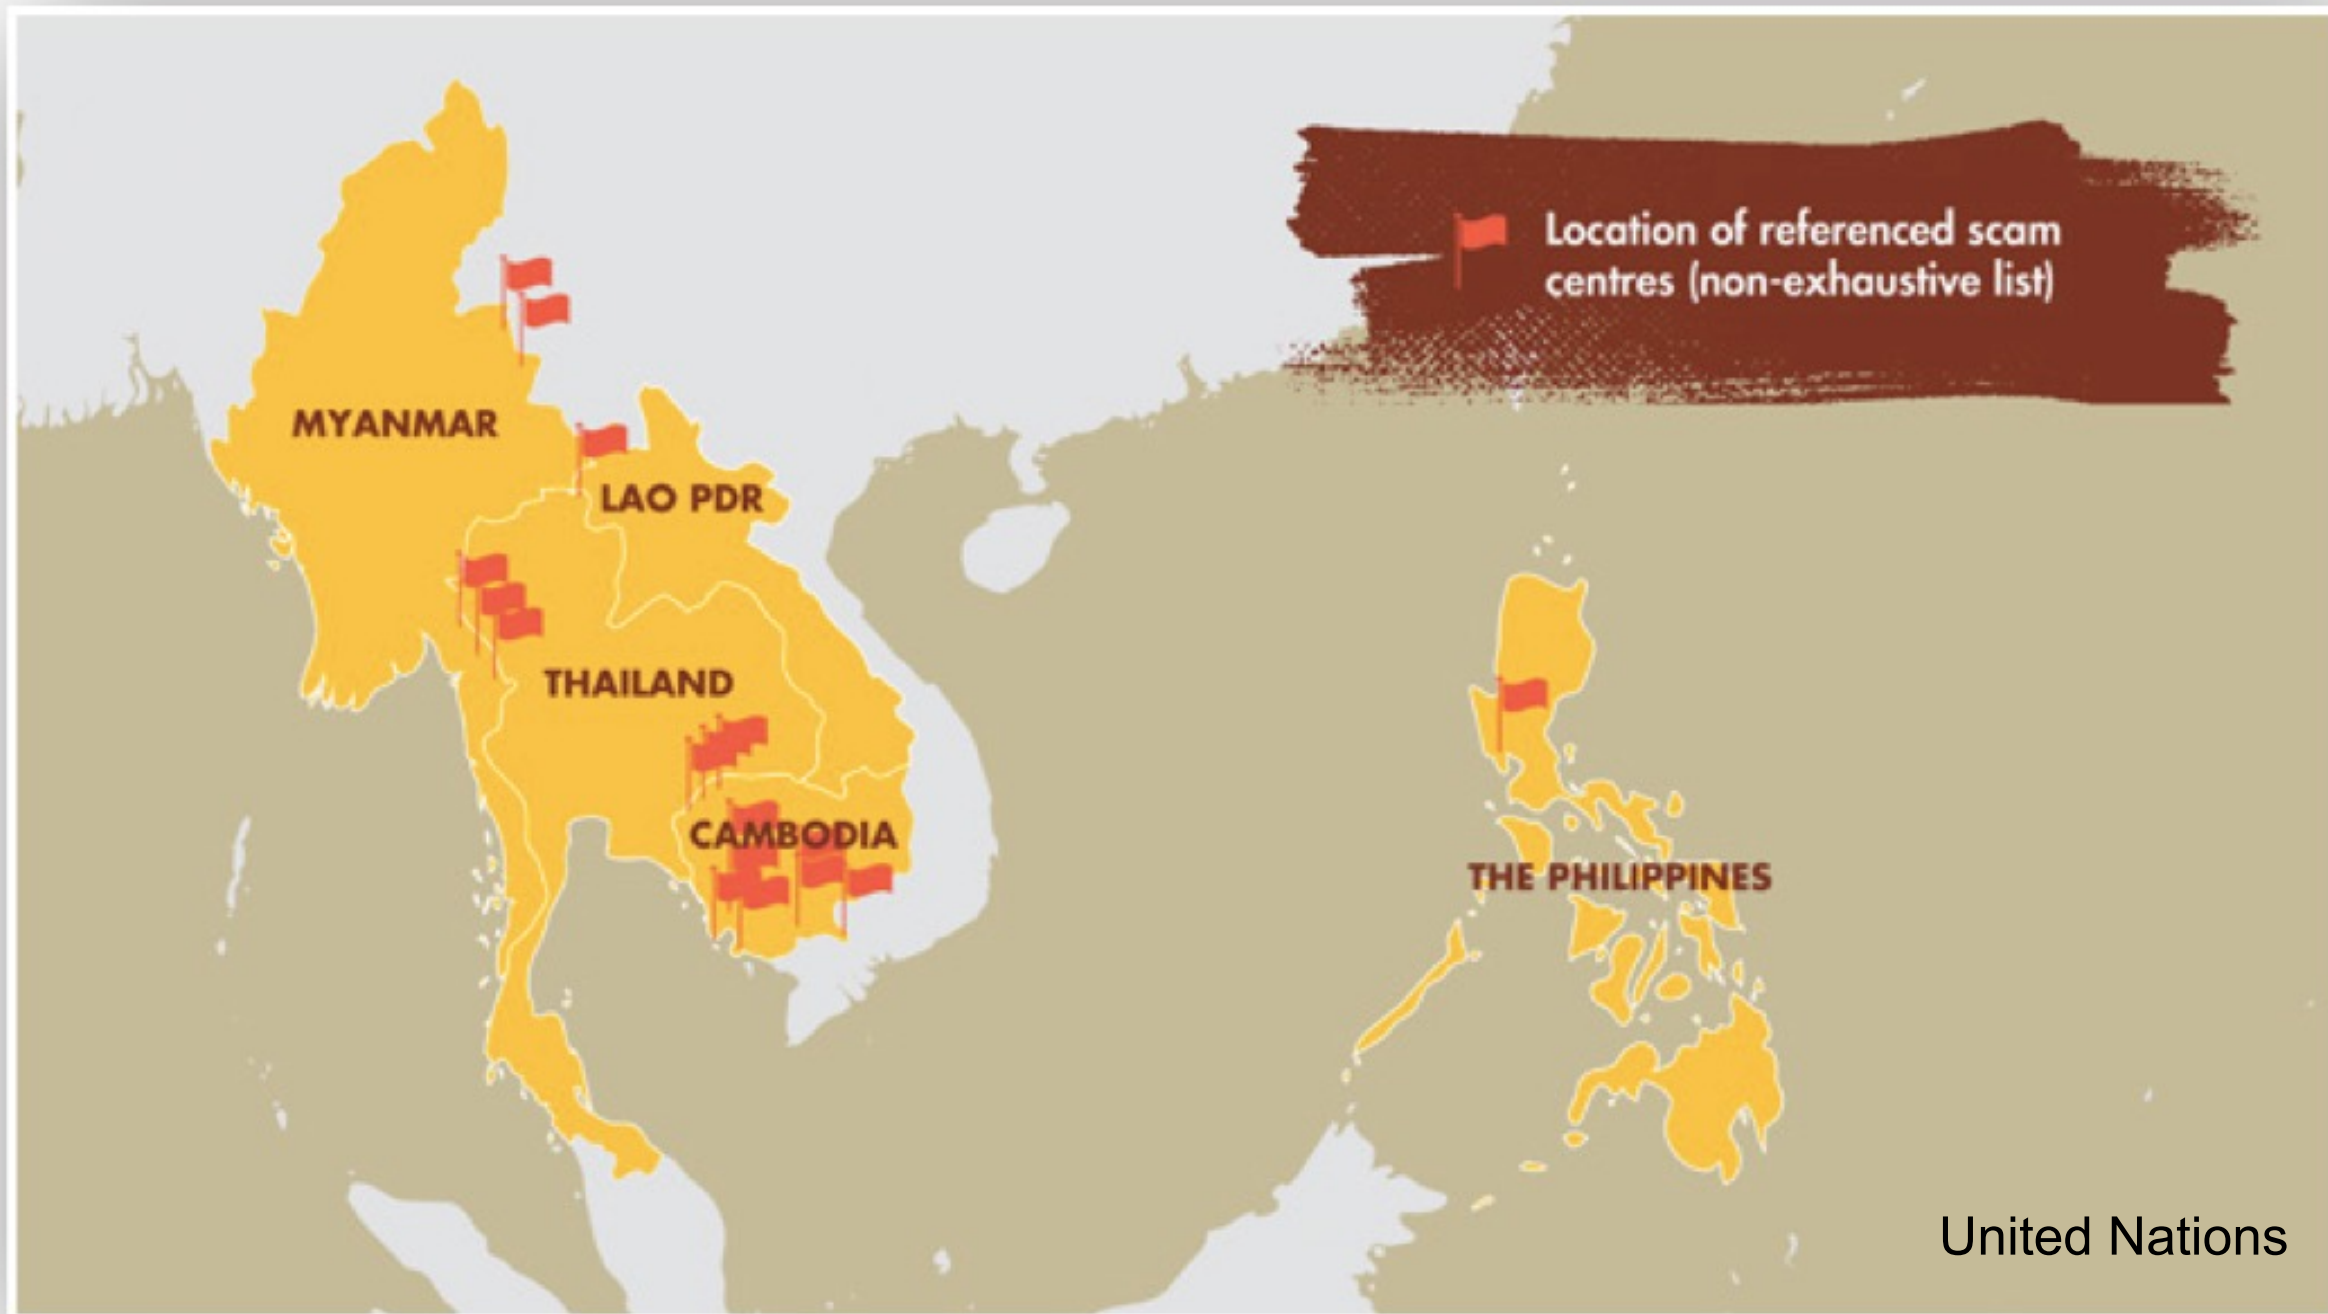 Location of referenced scam
centres (non-exhaustive list)
MYANMAR
LAO PDR
THAILAND
CAMBODIA
THE PHILIPPINES
United Nations